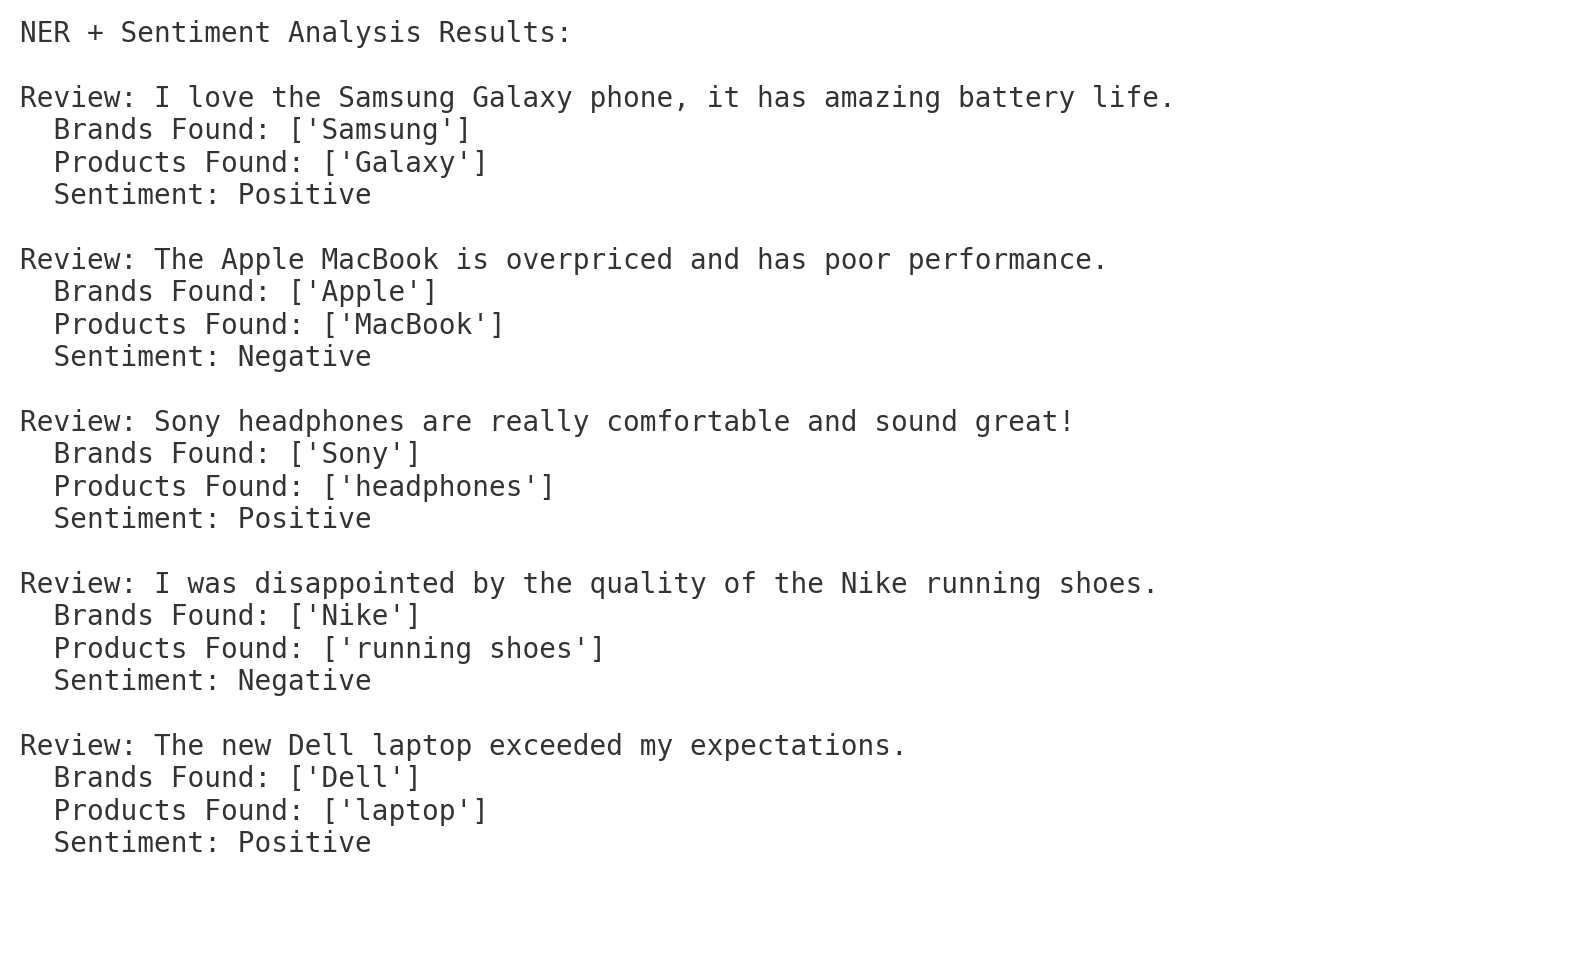 NER + Sentiment Analysis Results:
Review: I love the Samsung Galaxy phone, it has amazing battery life.
Brands Found: ['Samsung']
Products Found: ['Galaxy']
Sentiment: Positive
Review: The Apple MacBook is overpriced and has poor performance.
Brands Found: ['Apple']
Products Found: ['MacBook']
Sentiment: Negative
Review: Sony headphones are really comfortable and sound great!
Brands Found: ['Sony']
Products Found: ['headphones']
Sentiment: Positive
Review: I was disappointed by the quality of the Nike running shoes.
Brands Found: ['Nike']
Products Found: ['running shoes']
Sentiment: Negative
Review: The new Dell laptop exceeded my expectations.
Brands Found: ['Dell']
Products Found: ['laptop']
Sentiment: Positive